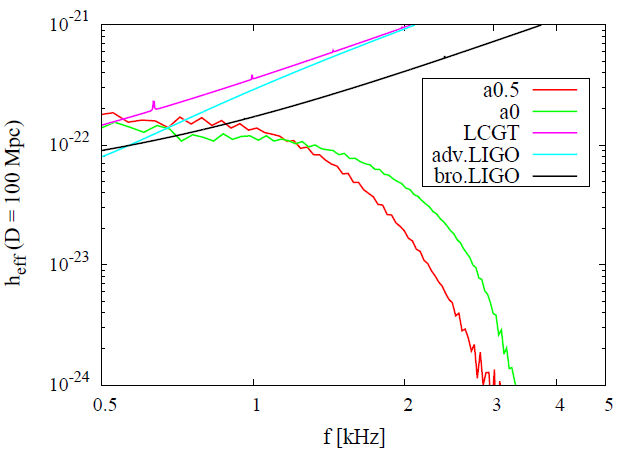 10^-21
10^-22
10^-23
10^-24
h_eff (D = 100 Mpc)
a0.5
a0
LCGT
adv.LIGO
bro.LIGO
0.5 1 2 3 4 5
f [kHz]